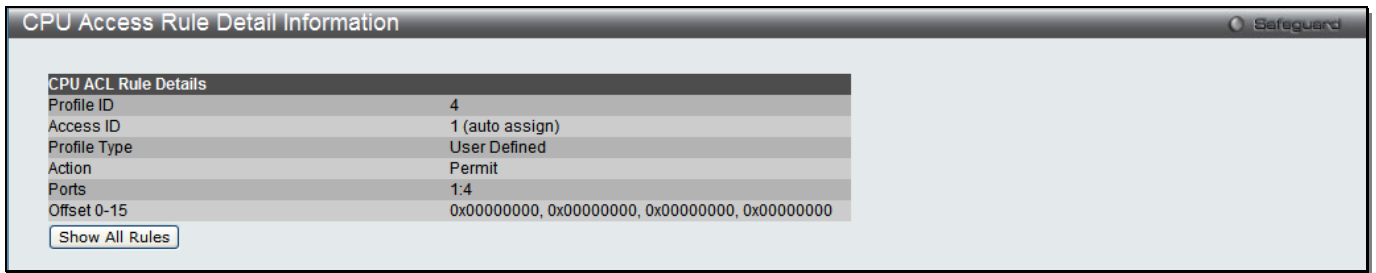 CPU Access Rule Detail Information
Safeguard
CPU ACL Rule Details
Profile ID 4
Access ID 1 (auto assign)
Profile Type User Defined
Action Permit
Ports 1:4
Offset 0-15 0x00000000, 0x00000000, 0x00000000, 0x00000000
Show All Rules